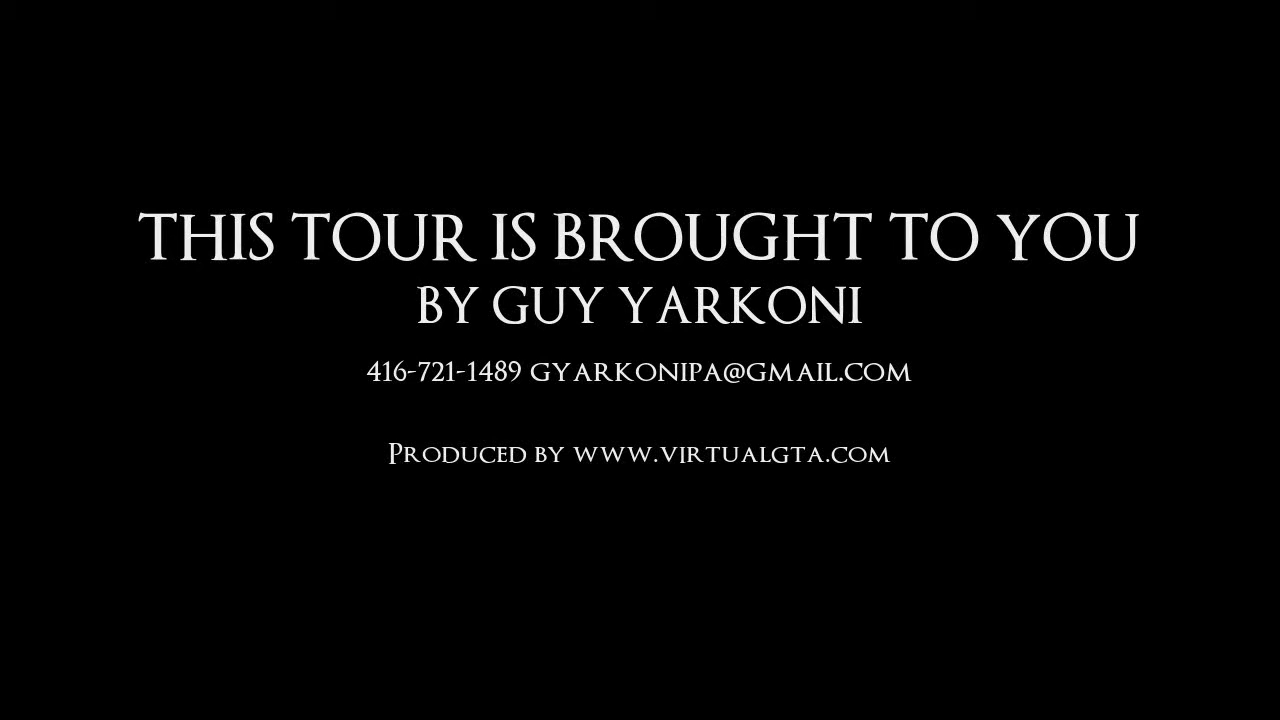 THIS TOUR IS BROUGHT TO YOU
BY GUY YARKONI
416-721-1489 GYARKONIPA@GMAIL.COM
PRODUCED BY WWW.VIRTUALGTA.COM